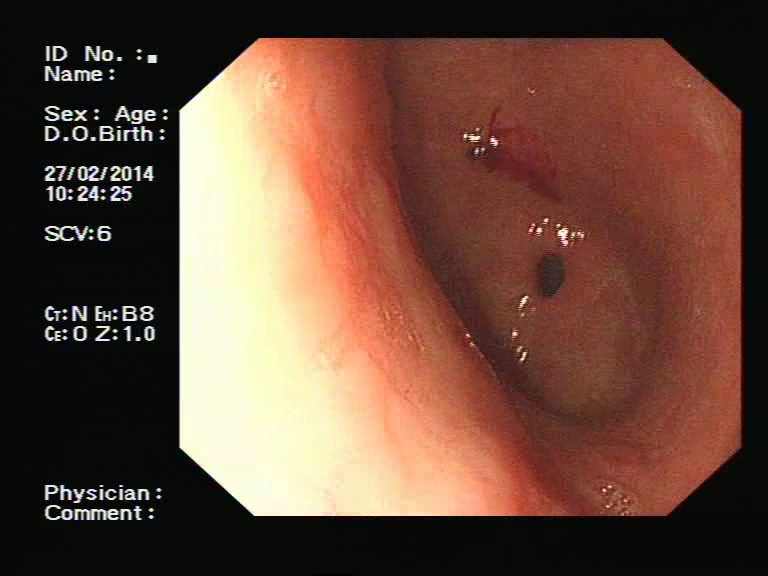 ID No. :
Name:
Sex: Age:
D.O.Birth:
27/02/2014
10:24:25
SCV:6
CT:N EH:B8
CE:0 Z:1.0
Physician:
Comment: